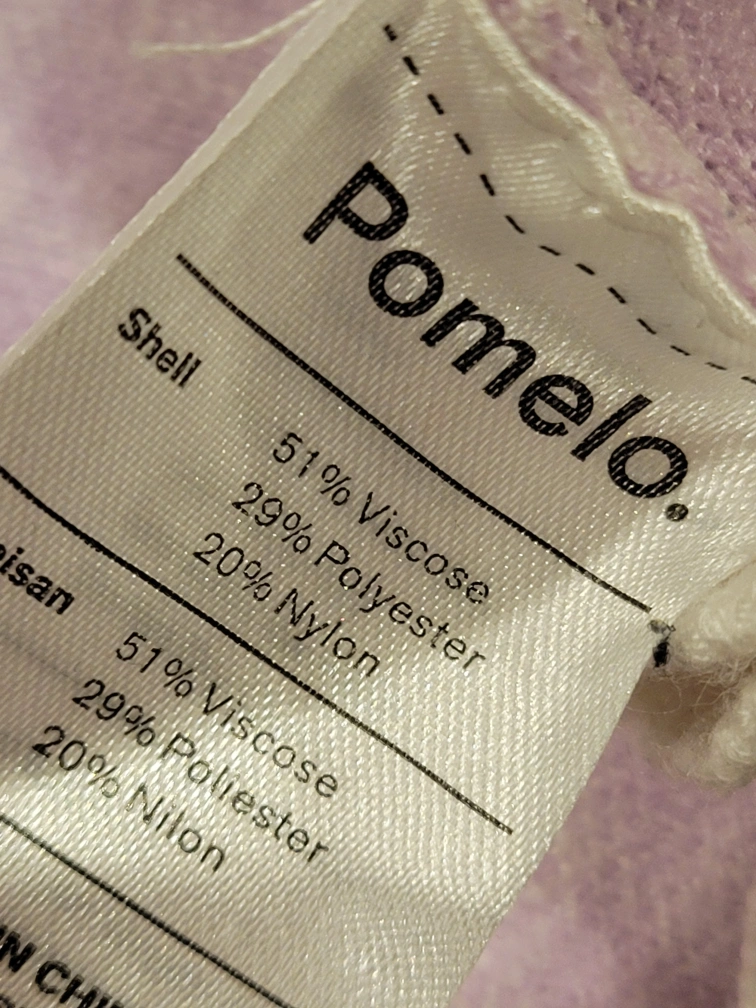 Pomelo.
Shell
51% Viscose
29% Polyester
20% Nylon
51% Viscose
29% Poliester
20% Nilon